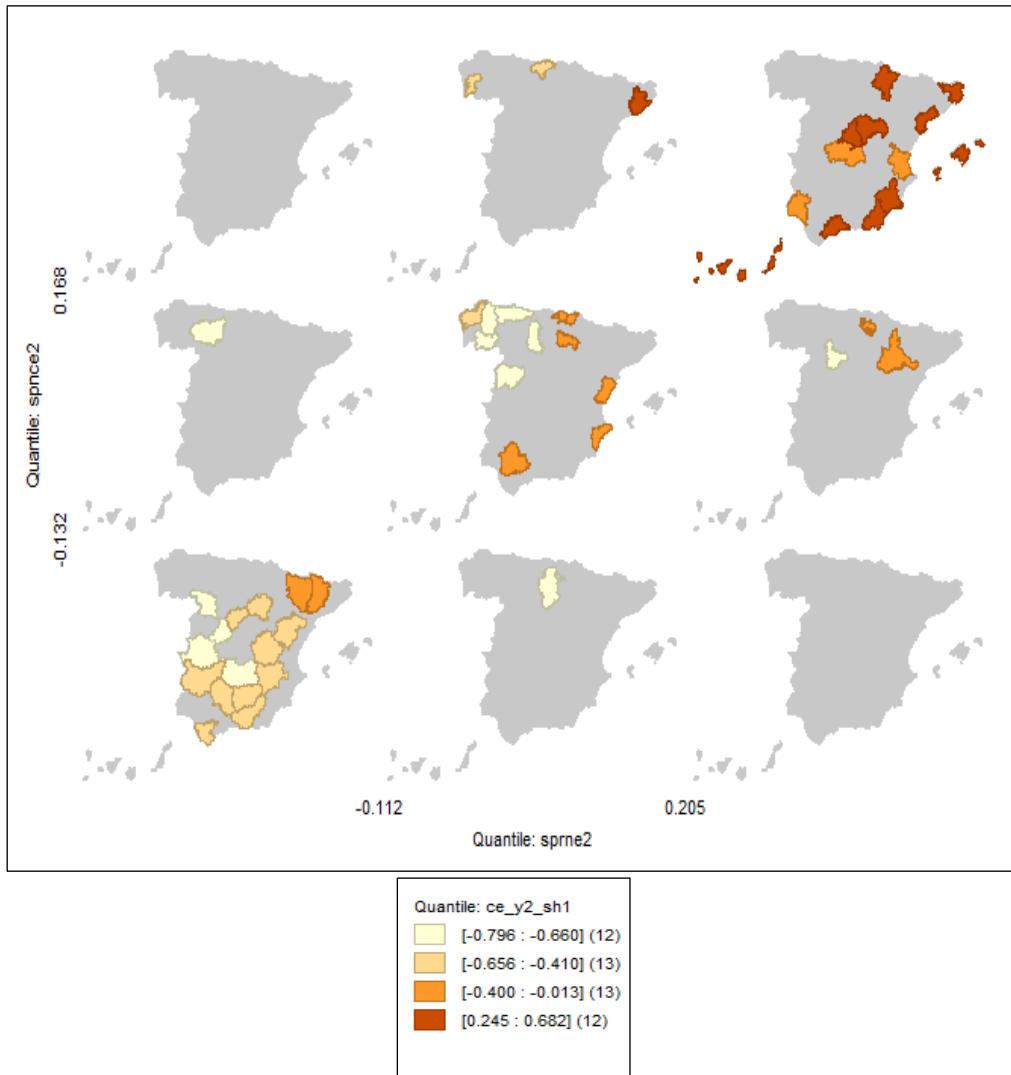 0.168
Quantile: spnce2
-0.132
-0.112
0.205
Quantile: sprne2
Quantile: ce_y2_sh1
[-0.796 : -0.660] (12)
[-0.656 : -0.410] (13)
[-0.400 : -0.013] (13)
[0.245 : 0.682] (12)